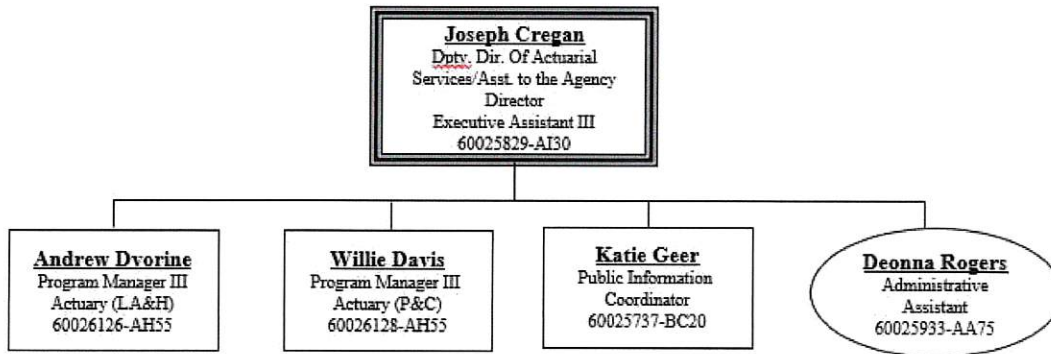 Joseph Cregan
Dptv. Dir. Of Actuarial
Services/Asst. to the Agency
Director
Executive Assistant III
60025829-AI30
Andrew Dvorine
Program Manager III
Actuary (LA&H)
60026126-AH55
Willie Davis
Program Manager III
Actuary (P&C)
60026128-AH55
Katie Geer
Public Information
Coordinator
60025737-BC20
Deonna Rogers
Administrative
Assistant
60025933-AA75